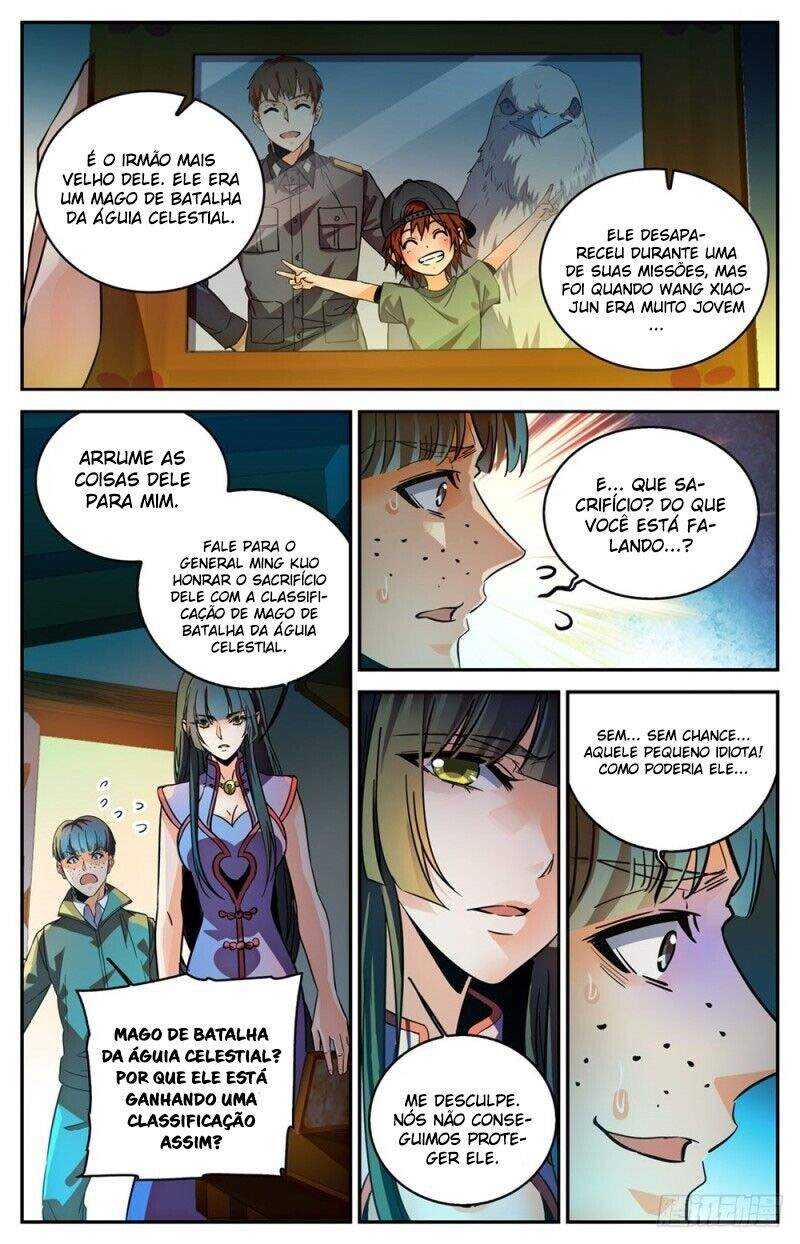 É O IRMÃO MAIS
VELHO DELE. ELE ERA
UM MAGO DE BATALHA
DA ÁGUIA CELESTIAL.
ELE DESAPA-
RECEU DURANTE UMA
DE SUAS MISSÕES, MAS
FOI QUANDO WANG XIAO-
JUN ERA MUITO JOVEM
...
ARRUME AS
COISAS DELE
PARA MIM.
FALE PARA O
GENERAL MING KUO
HONRAR O SACRIFÍCIO
DELE COM A CLASSIFI-
CAÇÃO DE MAGO DE
BATALHA DA ÁGUIA
CELESTIAL.
MAGO DE BATALHA
DA ÁGUIA CELESTIAL?
POR QUE ELE ESTÁ
GANHANDO UMA
CLASSIFICAÇÃO
ASSIM?
E... QUE SA-
CRIFÍCIO? DO QUE
VOCÊ ESTÁ FA-
LANDO...?
ME DESCULPE.
NÓS NÃO CONSE-
GUIMOS PROTE-
GER ELE.
SEM... SEM CHANCE...
AQUELE PEQUENO IDIOTA!
COMO PODERIA ELE...
腾讯动漫